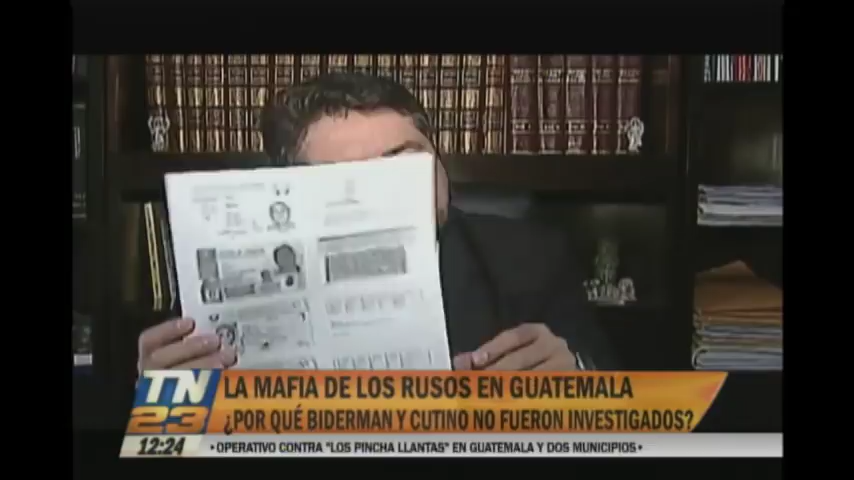 TN
23
12:24
LA MAFIA DE LOS RUSOS EN GUATEMALA
¿POR QUÉ BIDERMAN Y CUTINO NO FUERON INVESTIGADOS?
•OPERATIVO CONTRA "LOS PINCHA LLANTAS" EN GUATEMALA Y DOS MUNICIPIOS•